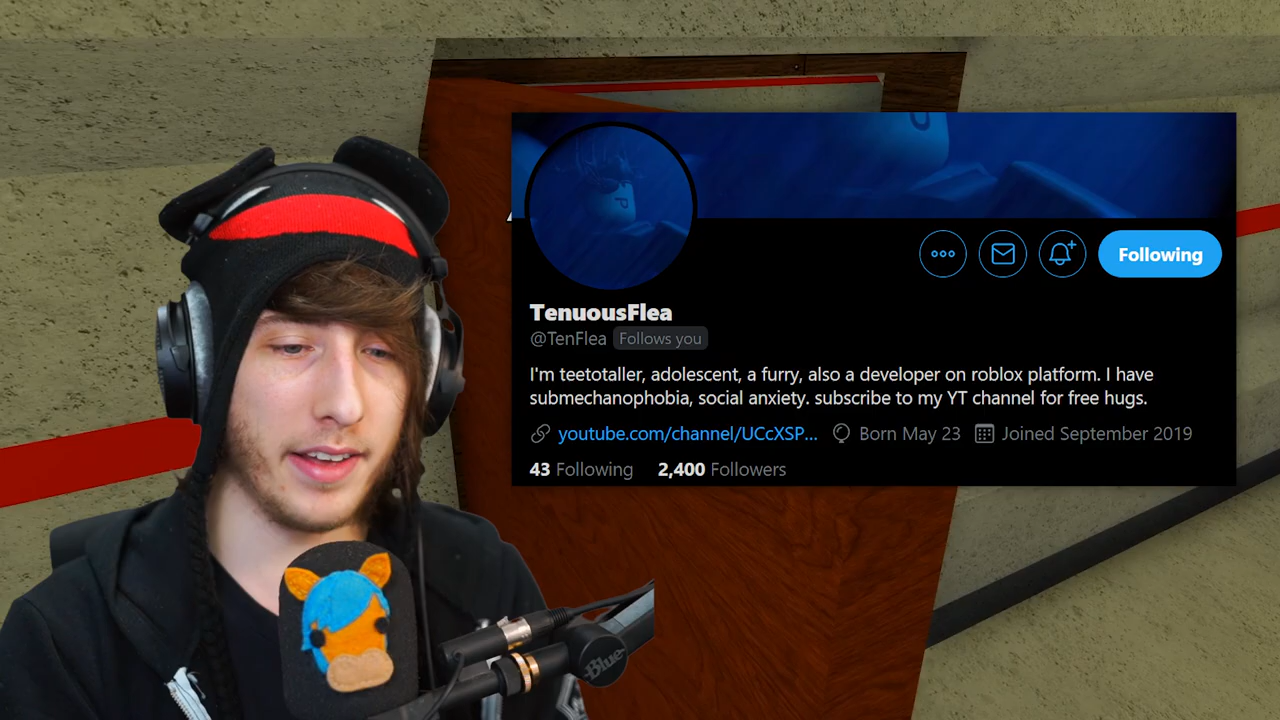 TenuousFlea
@TenFlea Follows you
I'm teetotaller, adolescent, a furry, also a developer on roblox platform. I have
submechanophobia, social anxiety. subscribe to my YT channel for free hugs.
youtube.com/channel/UCcXSP... Born May 23 Joined September 2019
43 Following 2,400 Followers
Following
Blue